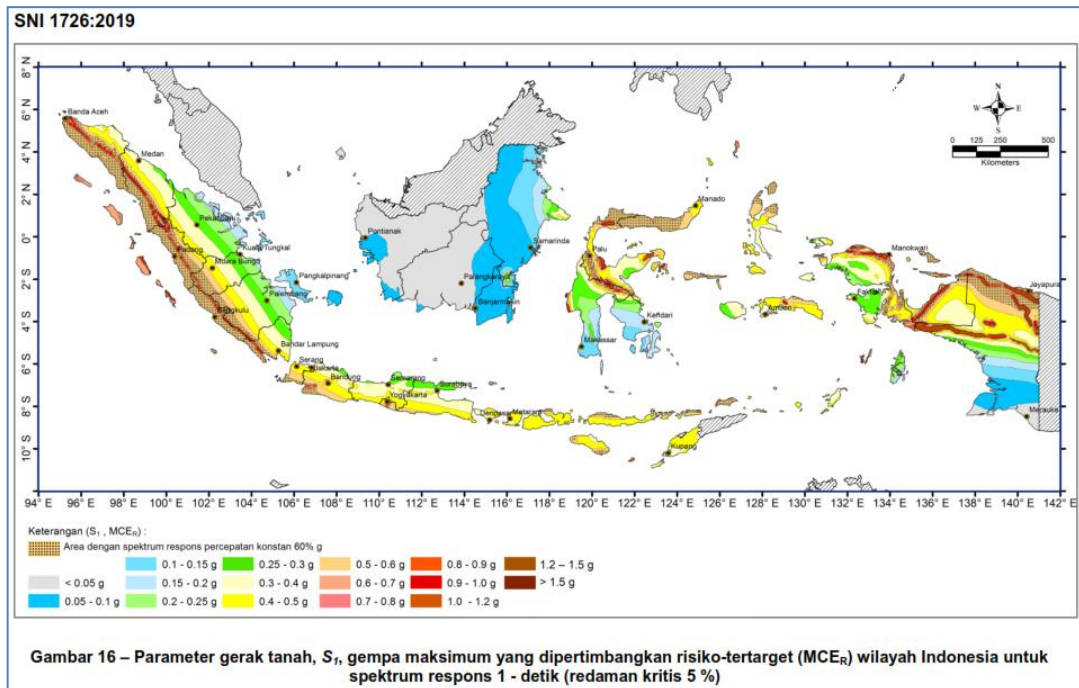 SNI 1726:2019
8° N
6° N
4° N
2° N
0°
2° S
4° S
6° S
8° S
10° S
Banda Aceh
Medan
Pekanbaru
Kuala Tungkal
Padang
Muara Bungo
Pangkalpinang
Palembang
Bengkulu
Bandar Lampung
Serang
Jakarta
Bandung
Semarang
Surabaya
Yogyakarta
Denpasar
Mataram
Kupang
Pontianak
Palangkaraya
Samarinda
Banjarmasin
Manado
Palu
Kendari
Makassar
Ambon
Fakfak
Manokwari
Jayapura
Merauke
N
W E
S
0 125 250 500
Kilometers
94° E 96° E 98° E 100° E 102° E 104° E 106° E 108° E 110° E 112° E 114° E 116° E 118° E 120° E 122° E 124° E 126° E 128° E 130° E 132° E 134° E 136° E 138° E 140° E 142° E
Keterangan (S1 , MCER) :
Area dengan spektrum respons percepatan konstan 60% g
0.1 - 0.15 g 0.25 - 0.3 g 0.5 - 0.6 g 0.8 - 0.9 g 1.2 – 1.5 g
< 0.05 g 0.15 - 0.2 g 0.3 - 0.4 g 0.6 - 0.7 g 0.9 - 1.0 g > 1.5 g
0.05 - 0.1 g 0.2 - 0.25 g 0.4 - 0.5 g 0.7 - 0.8 g 1.0 - 1.2 g
Gambar 16 – Parameter gerak tanah, S1, gempa maksimum yang dipertimbangkan risiko-tertarget (MCER) wilayah Indonesia untuk
spektrum respons 1 - detik (redaman kritis 5 %)